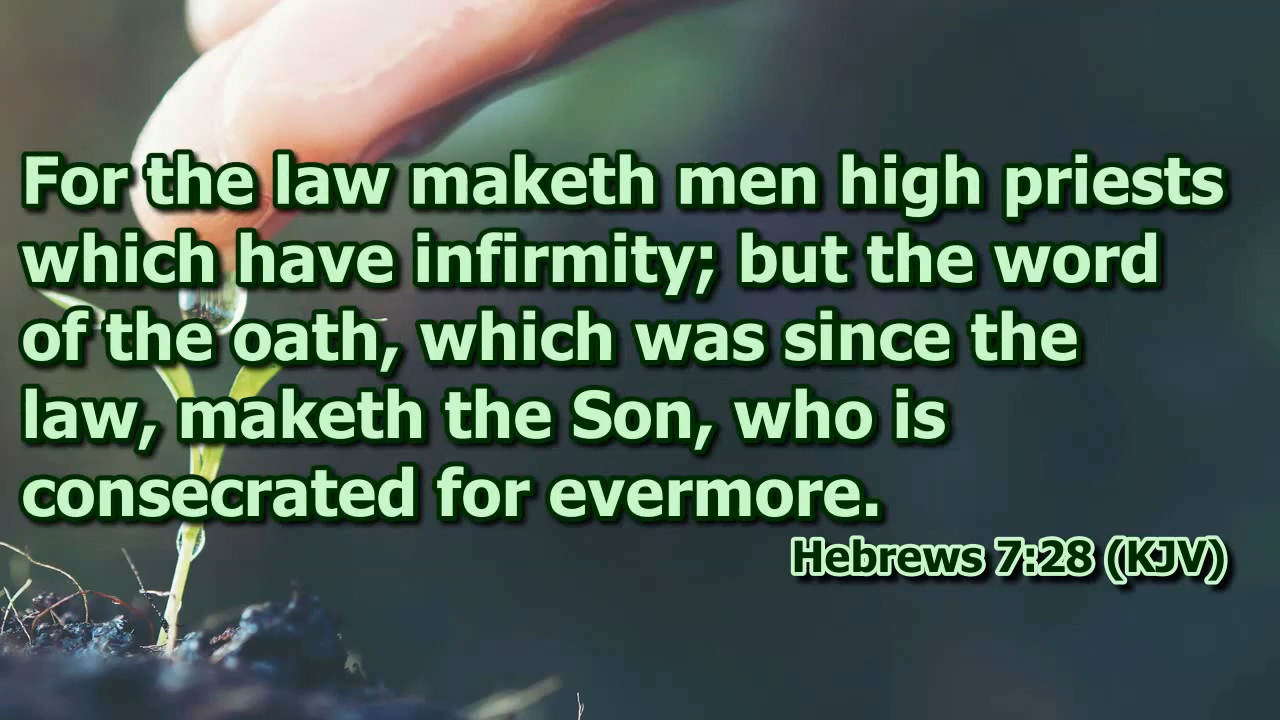 For the law maketh men high priests
which have infirmity; but the word
of the oath, which was since the
law, maketh the Son, who is
consecrated for evermore.
Hebrews 7:28 (KJV)